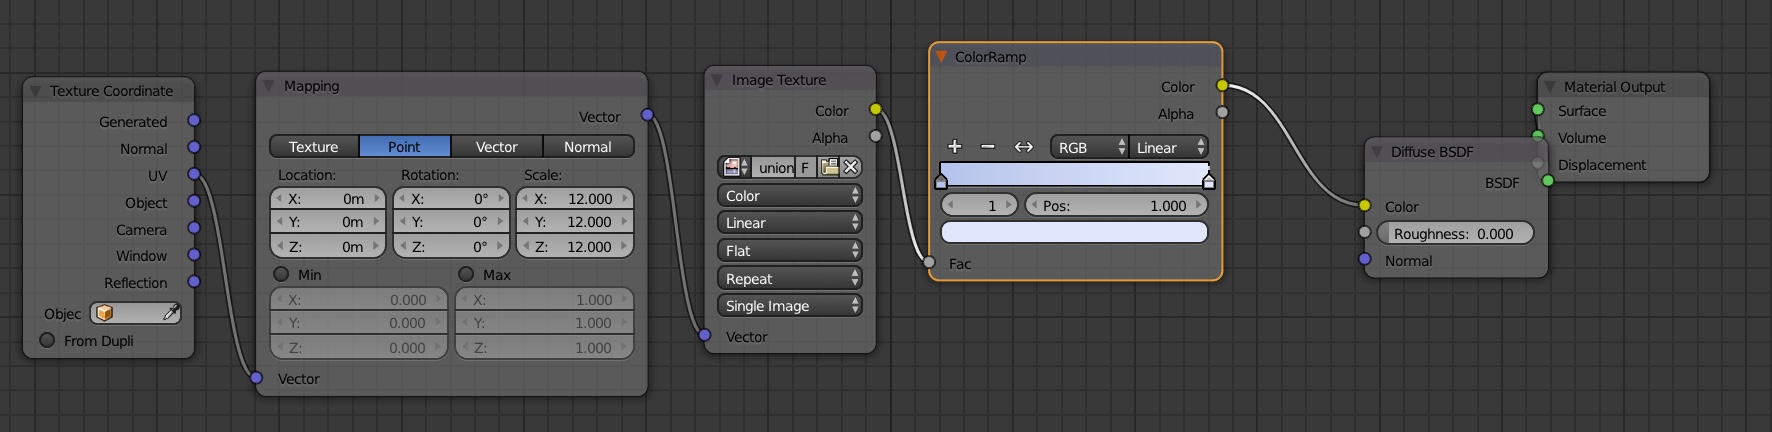 Texture Coordinate
Generated
Normal
UV
Object
Camera
Window
Reflection
Objec
From Dupli
Mapping
Vector
Texture Point Vector Normal
Location: Rotation: Scale:
X: 0m X: 0° X: 12.000
Y: 0m Y: 0° Y: 12.000
Z: 0m Z: 0° Z: 12.000
Min Max
X: 0.000 X: 1.000
Y: 0.000 Y: 1.000
Z: 0.000 Z: 1.000
Vector
Image Texture
Color
Alpha
union F
Color
Linear
Flat
Repeat
Single Image
Vector
ColorRamp
Color
Alpha
RGB Linear
1 Pos: 1.000
Fac
Diffuse BSDF
BSDF
Color
Roughness: 0.000
Normal
Material Output
Surface
Volume
Displacement